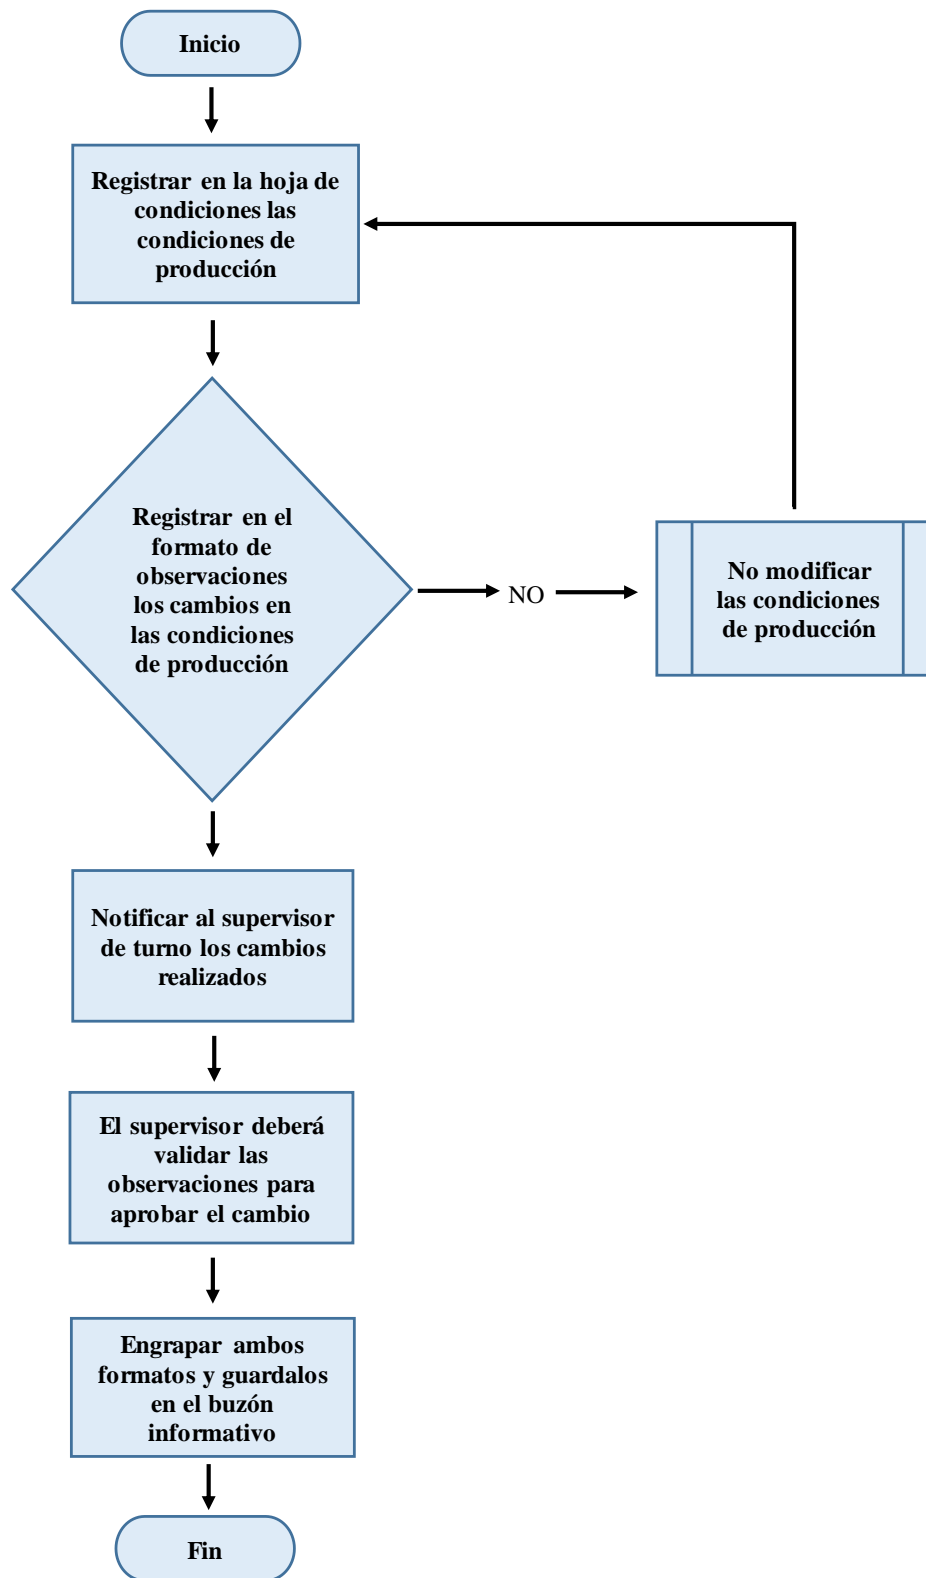 Inicio
Registrar en la hoja de
condiciones las
condiciones de
producción
Registrar en el
formato de
observaciones
los cambios en
las condiciones
de producción
NO
No modificar
las condiciones
de producción
Notificar al supervisor
de turno los cambios
realizados
El supervisor deberá
validar las
observaciones para
aprobar el cambio
Engrapar ambos
formatos y guardalos
en el buzón
informativo
Fin